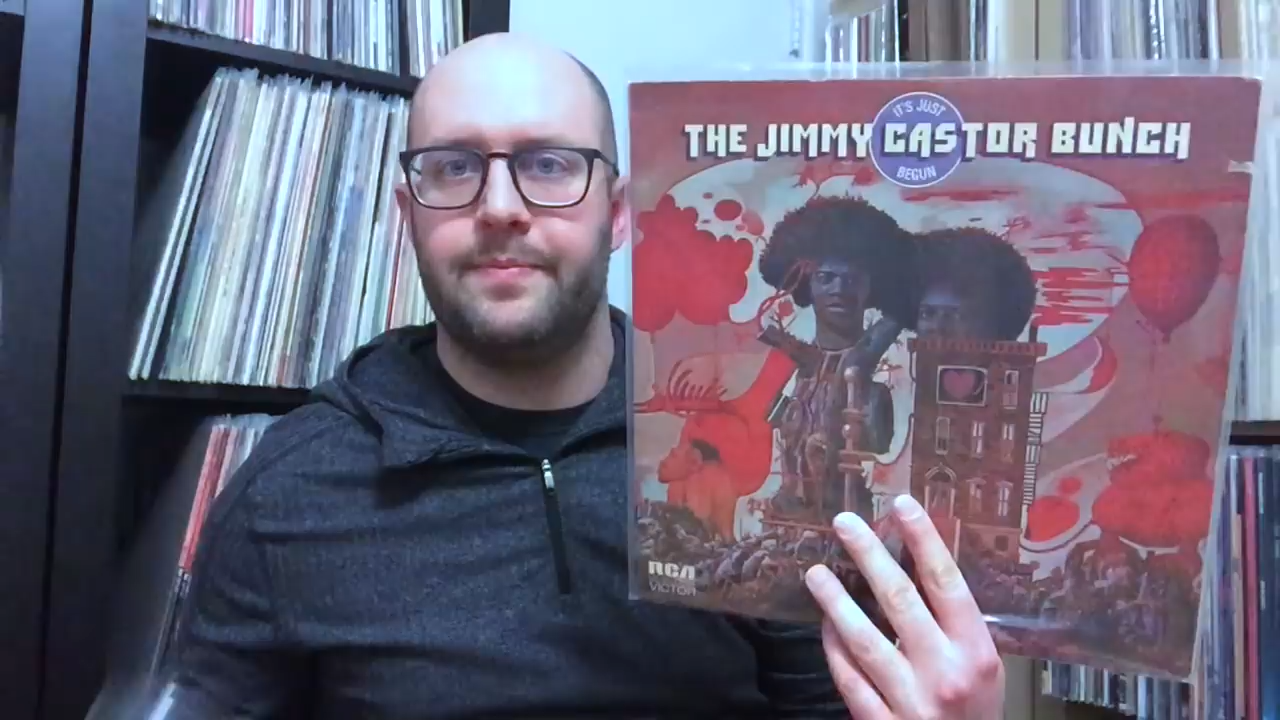 IT'S JUST
THE JIMMY CASTOR BUNCH
BEGUN
RCA
VICTOR